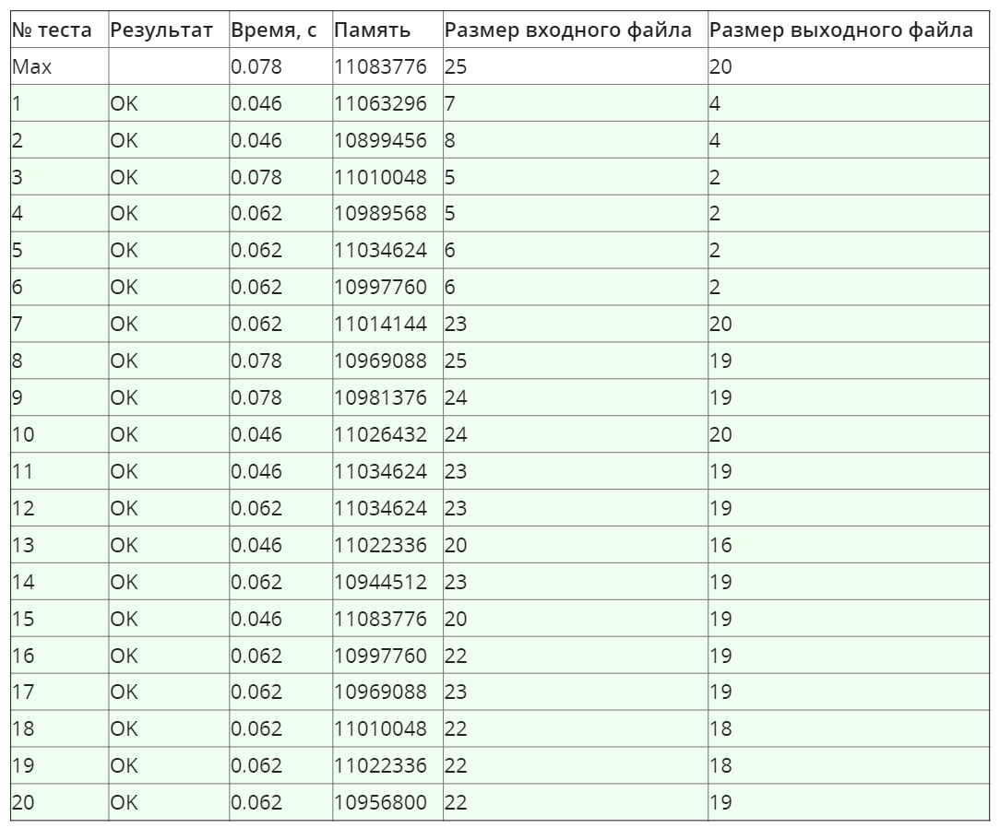 № теста Результат Время, с Память Размер входного файла Размер выходного файла
Max 0.078 11083776 25 20
1 OK 0.046 11063296 7 4
2 OK 0.046 10899456 8 4
3 OK 0.078 11010048 5 2
4 OK 0.062 10989568 5 2
5 OK 0.062 11034624 6 2
6 OK 0.062 10997760 6 2
7 OK 0.062 11014144 23 20
8 OK 0.078 10969088 25 19
9 OK 0.078 10981376 24 19
10 OK 0.046 11026432 24 20
11 OK 0.046 11034624 23 19
12 OK 0.062 11034624 23 19
13 OK 0.046 11022336 20 16
14 OK 0.062 10944512 23 19
15 OK 0.046 11083776 20 19
16 OK 0.062 10997760 22 19
17 OK 0.062 10969088 23 19
18 OK 0.062 11010048 22 18
19 OK 0.062 11022336 22 18
20 OK 0.062 10956800 22 19